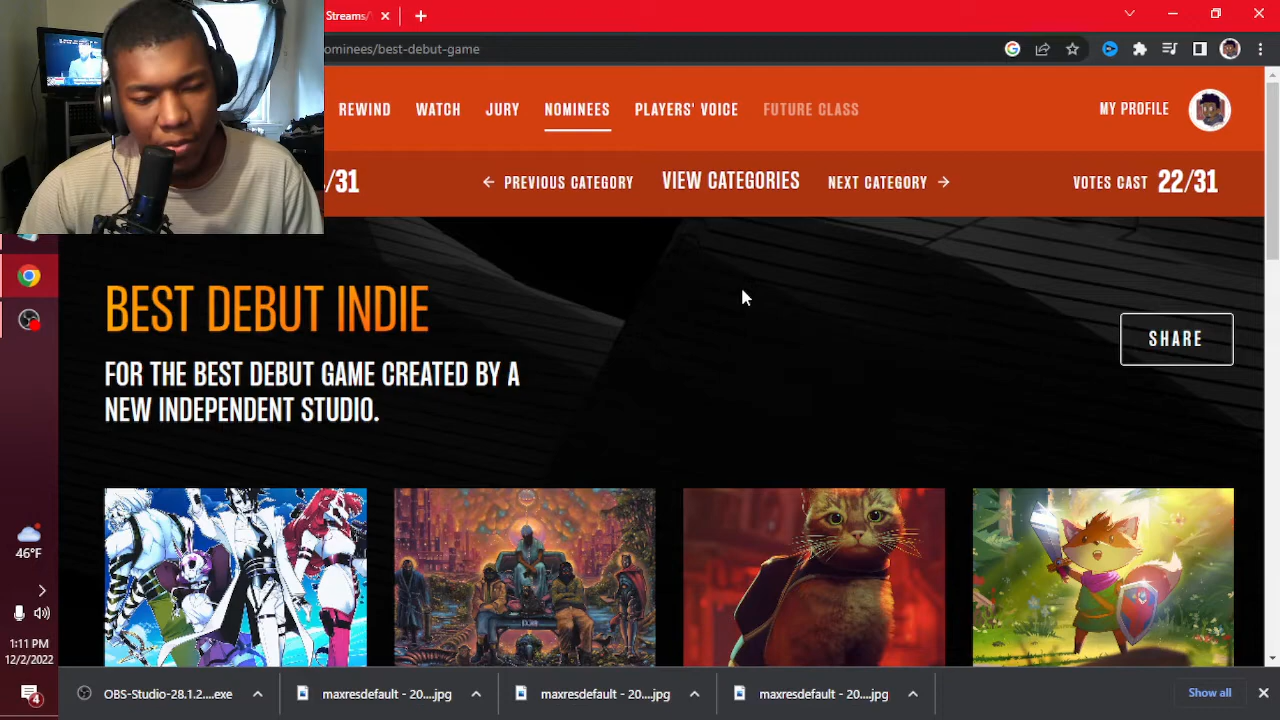 Streams/
ominees/best-debut-game
REWIND WATCH JURY NOMINEES PLAYERS' VOICE FUTURE CLASS MY PROFILE
/31 ← PREVIOUS CATEGORY VIEW CATEGORIES NEXT CATEGORY → VOTES CAST 22/31
BEST DEBUT INDIE
FOR THE BEST DEBUT GAME CREATED BY A
NEW INDEPENDENT STUDIO.
SHARE
46°F
1:11 PM
12/2/2022
4
OBS-Studio-28.1.2....exe
maxresdefault - 20....jpg
maxresdefault - 20....jpg
maxresdefault - 20....jpg
Show all